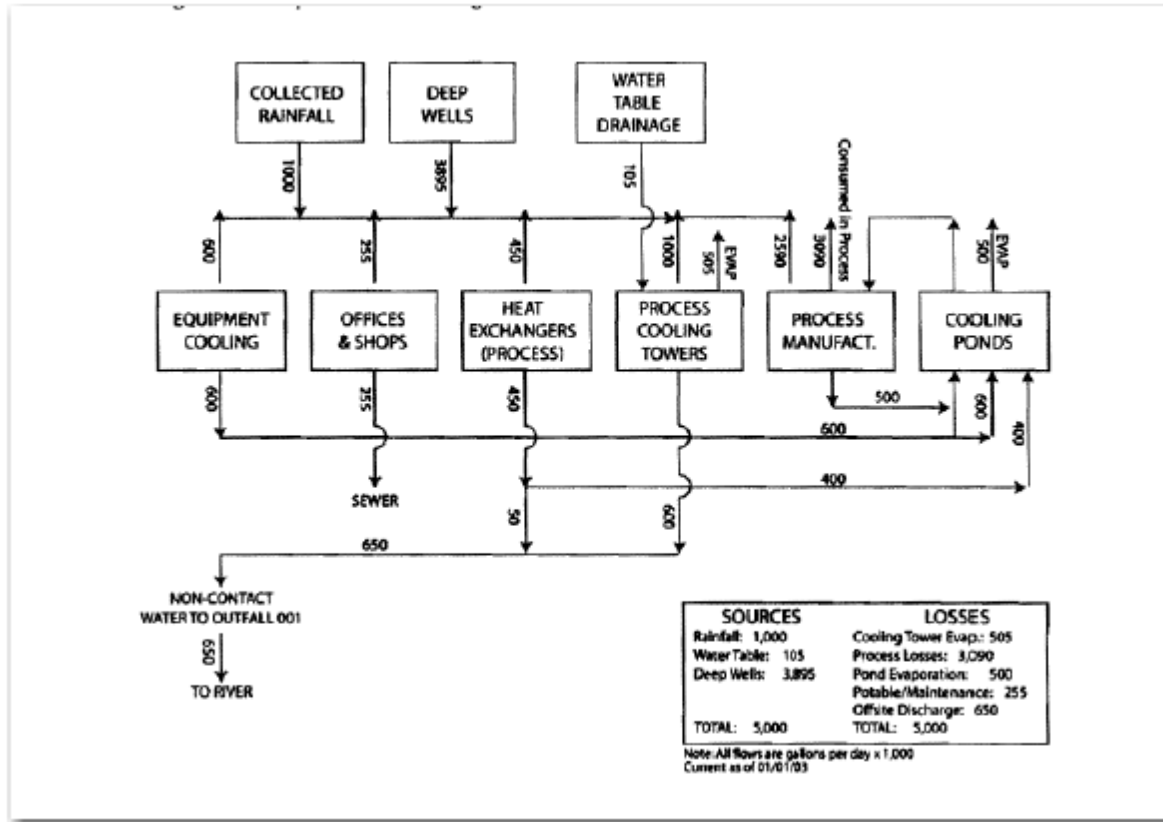 COLLECTED
RAINFALL
DEEP
WELLS
WATER
TABLE
DRAINAGE
1000
3895
105
Consumed in Process
600
255
450
1000
505
EVAP
2590
3090
500
EVAP
EQUIPMENT
COOLING
OFFICES
& SHOPS
HEAT
EXCHANGERS
(PROCESS)
PROCESS
COOLING
TOWERS
PROCESS
MANUFACT.
COOLING
PONDS
600
255
450
500
600
600
400
SEWER
400
50
600
650
NON-CONTACT
WATER TO OUTFALL 001
650
TO RIVER
SOURCES
Rainfall: 1,000
Water Table: 105
Deep Wells: 3,895
TOTAL: 5,000
LOSSES
Cooling Tower Evap.: 505
Process Losses: 3,090
Pond Evaporation: 500
Potable/Maintenance: 255
Offsite Discharge: 650
TOTAL: 5,000
Note: All flows are gallons per day x 1,000
Current as of 01/01/03